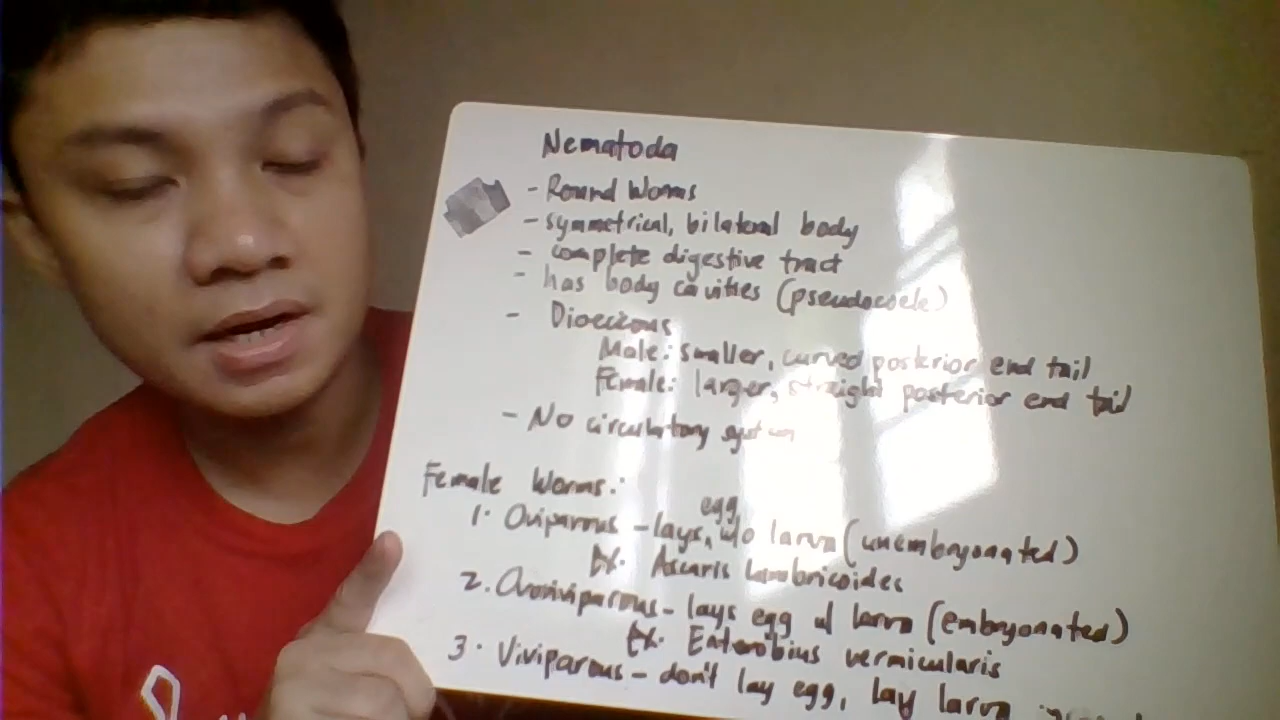 Nematoda
- Round Worms
- symmetrical, bilateral body
- complete digestive tract
- has body cavities (pseudocoele)
- Dioecious
Male: smaller, curved posterior end tail
Female: larger, straight posterior end tail
- No circulatory system
Female Worms:
egg
1. Oviparous - lays, w/o larva (unembryonated)
Ex. Ascaris lumbricoides
2. Ovoviviparous - lays egg w/ larva (embryonated)
Ex. Enterobius vermicularis
3. Viviparous - don't lay egg, lay larva